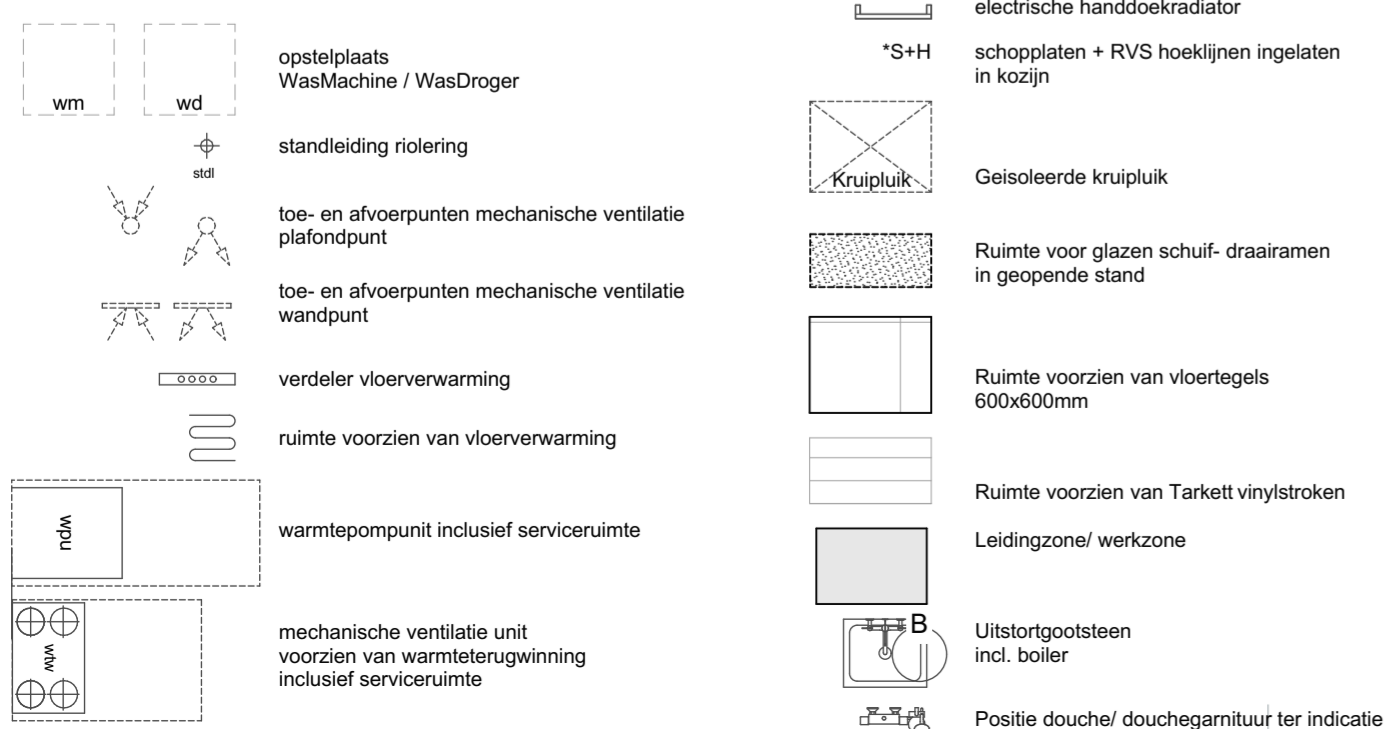 wm
wd
opstelplaats
WasMachine / WasDroger
stdl
standleiding riolering
toe- en afvoerpunten mechanische ventilatie
plafondpunt
toe- en afvoerpunten mechanische ventilatie
wandpunt
verdeler vloerverwarming
ruimte voorzien van vloerverwarming
wpu
warmtepompunit inclusief serviceruimte
wtw
mechanische ventilatie unit
voorzien van warmteterugwinning
inclusief serviceruimte
electrische handdoekradiator
*S+H
schopplaten + RVS hoeklijnen ingelaten
in kozijn
Kruipluik
Geisoleerde kruipluik
Ruimte voor glazen schuif- draairamen
in geopende stand
Ruimte voorzien van vloertegels
600x600mm
Ruimte voorzien van Tarkett vinylstroken
Leidingzone/ werkzone
B
Uitstortgootsteen
incl. boiler
Positie douche/ douchegarnituur ter indicatie